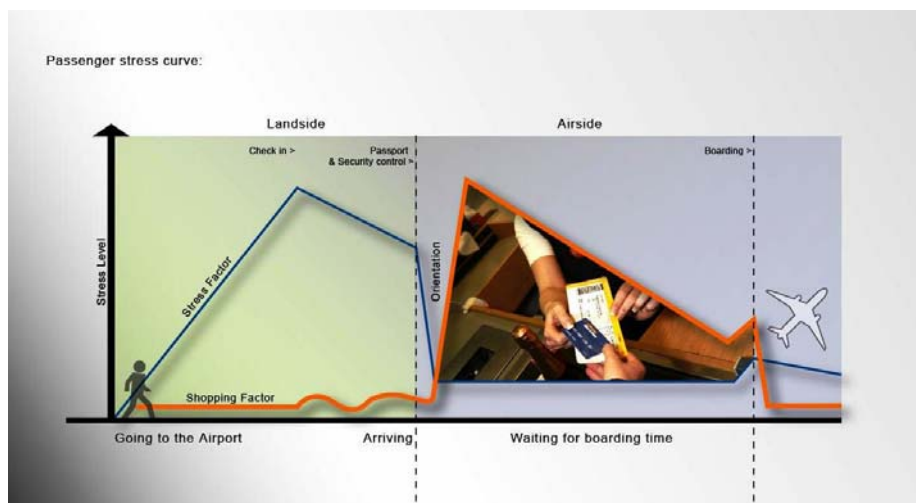 Passenger stress curve:
Landside
Airside
Check in >
Passport
& Security control >
Boarding >
Stress Level
Stress Factor
Orientation
Shopping Factor
Going to the Airport
Arriving
Waiting for boarding time